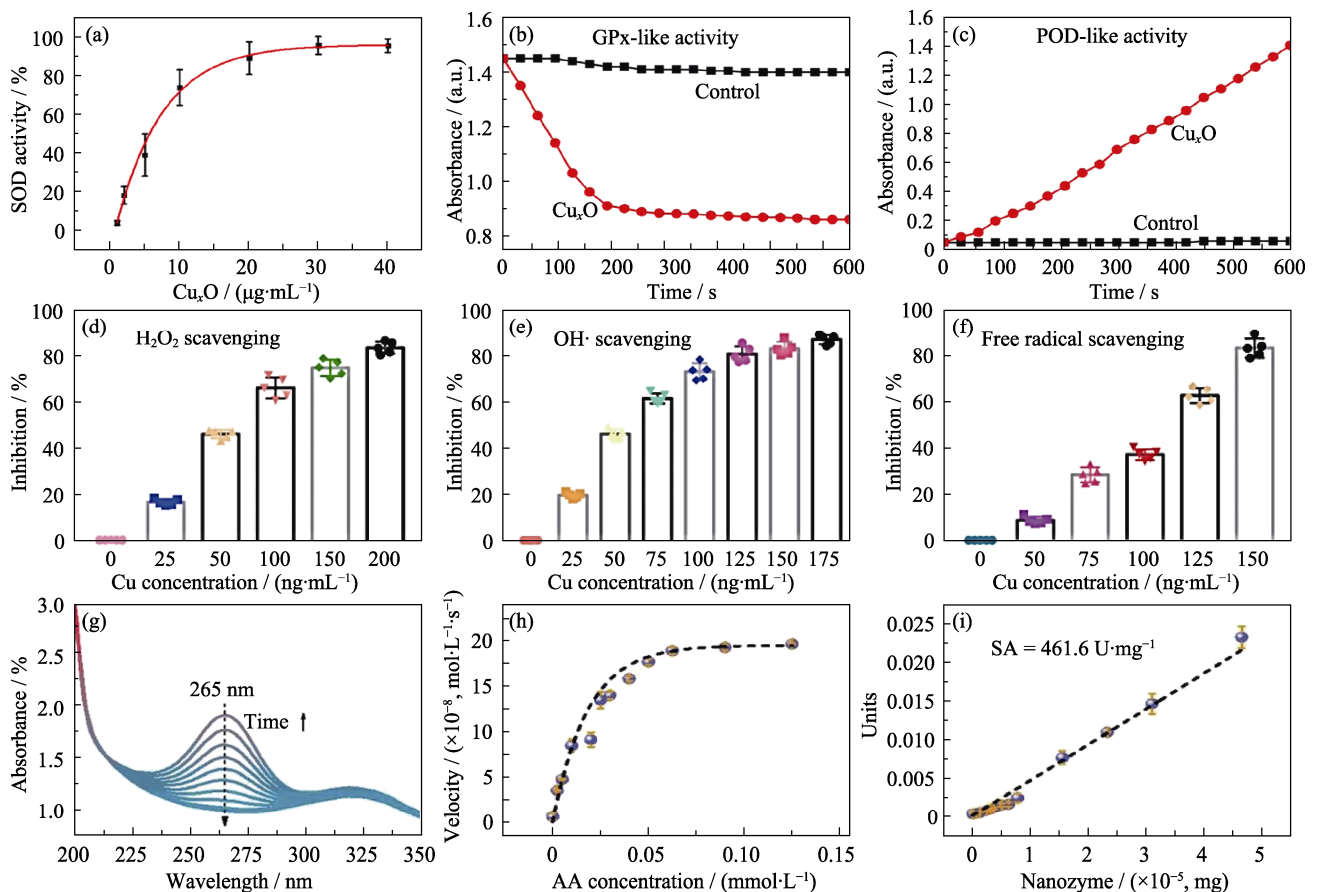 (a)
SOD activity / %
100
80
60
40
20
0
0 10 20 30 40
CuₓO / (μg·mL⁻¹)
(b)
GPx-like activity
Control
CuₓO
Absorbance / (a.u.)
1.6
1.4
1.2
1.0
0.8
0 100 200 300 400 500 600
Time / s
(c)
POD-like activity
CuₓO
Control
Absorbance / (a.u.)
1.6
1.4
1.2
1.0
0.8
0.6
0.4
0.2
0
0 100 200 300 400 500 600
Time / s
(d)
H₂O₂ scavenging
Inhibition / %
100
80
60
40
20
0
0 25 50 100 150 200
Cu concentration / (ng·mL⁻¹)
(e)
OH· scavenging
Inhibition / %
100
80
60
40
20
0
0 25 50 75 100 125 150 175
Cu concentration / (ng·mL⁻¹)
(f)
Free radical scavenging
Inhibition / %
100
80
60
40
20
0
0 50 75 100 125 150
Cu concentration / (ng·mL⁻¹)
(g)
265 nm
Time ↑
Absorbance / %
3.0
2.5
2.0
1.5
1.0
200 225 250 275 300 325 350
Wavelength / nm
(h)
Velocity / (×10⁻⁸, mol·L⁻¹·s⁻¹)
20
15
10
5
0
0 0.05 0.10 0.15
AA concentration / (mmol·L⁻¹)
(i)
SA = 461.6 U·mg⁻¹
Units
0.025
0.020
0.015
0.010
0.005
0
0 1 2 3 4 5
Nanozyme / (×10⁻⁵, mg)